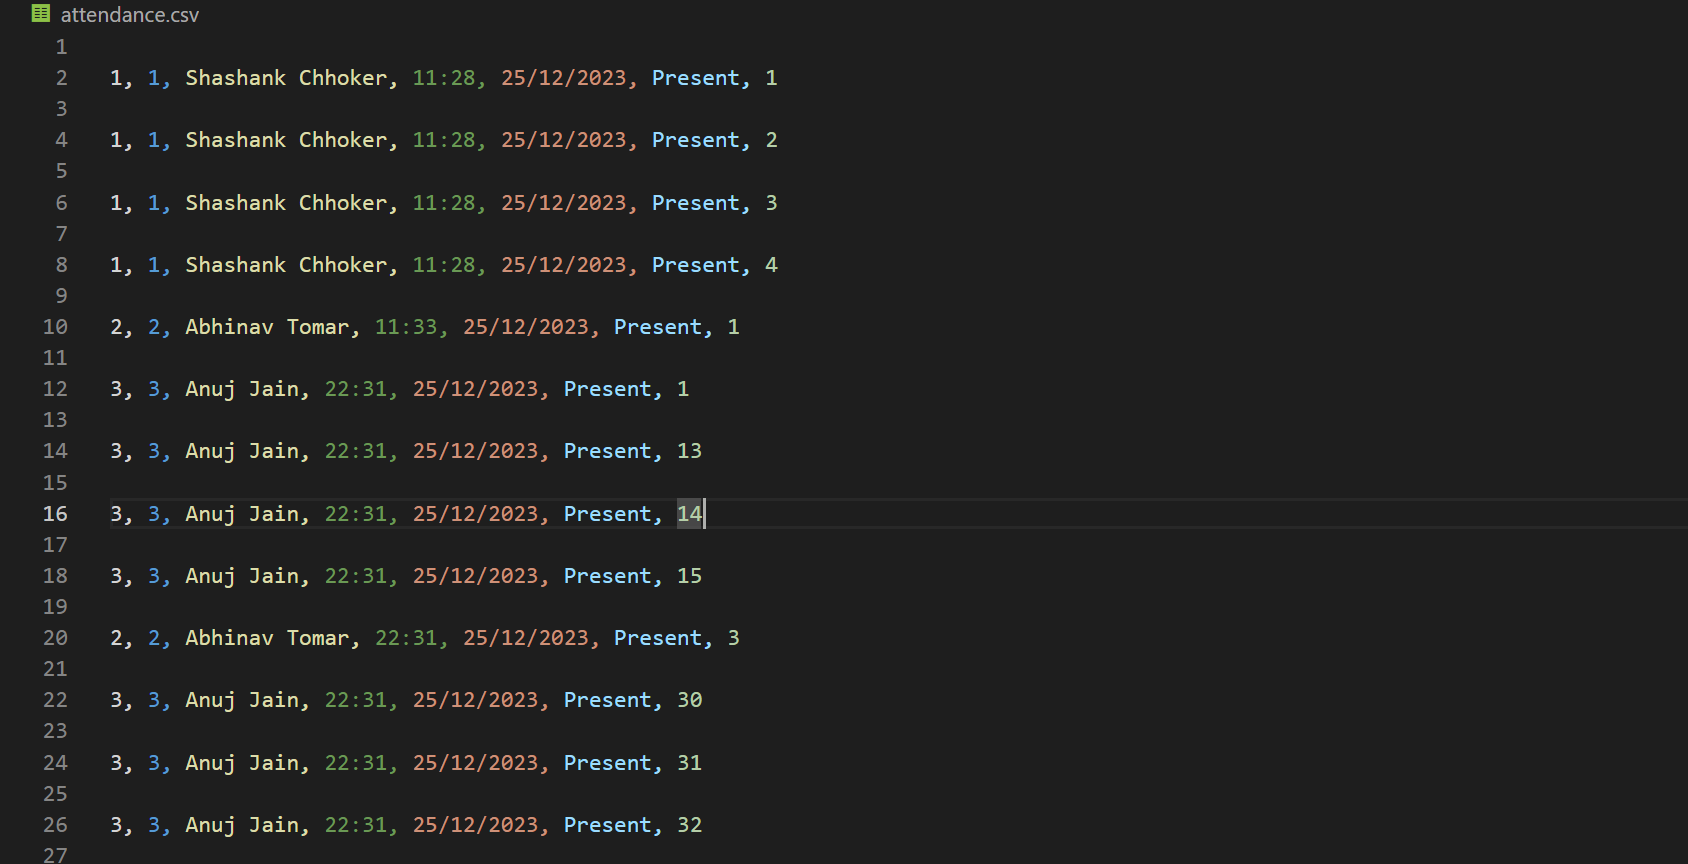 attendance.csv
1
2 1, 1, Shashank Chhoker, 11:28, 25/12/2023, Present, 1
3
4 1, 1, Shashank Chhoker, 11:28, 25/12/2023, Present, 2
5
6 1, 1, Shashank Chhoker, 11:28, 25/12/2023, Present, 3
7
8 1, 1, Shashank Chhoker, 11:28, 25/12/2023, Present, 4
9
10 2, 2, Abhinav Tomar, 11:33, 25/12/2023, Present, 1
11
12 3, 3, Anuj Jain, 22:31, 25/12/2023, Present, 1
13
14 3, 3, Anuj Jain, 22:31, 25/12/2023, Present, 13
15
16 3, 3, Anuj Jain, 22:31, 25/12/2023, Present, 14
17
18 3, 3, Anuj Jain, 22:31, 25/12/2023, Present, 15
19
20 2, 2, Abhinav Tomar, 22:31, 25/12/2023, Present, 3
21
22 3, 3, Anuj Jain, 22:31, 25/12/2023, Present, 30
23
24 3, 3, Anuj Jain, 22:31, 25/12/2023, Present, 31
25
26 3, 3, Anuj Jain, 22:31, 25/12/2023, Present, 32
27